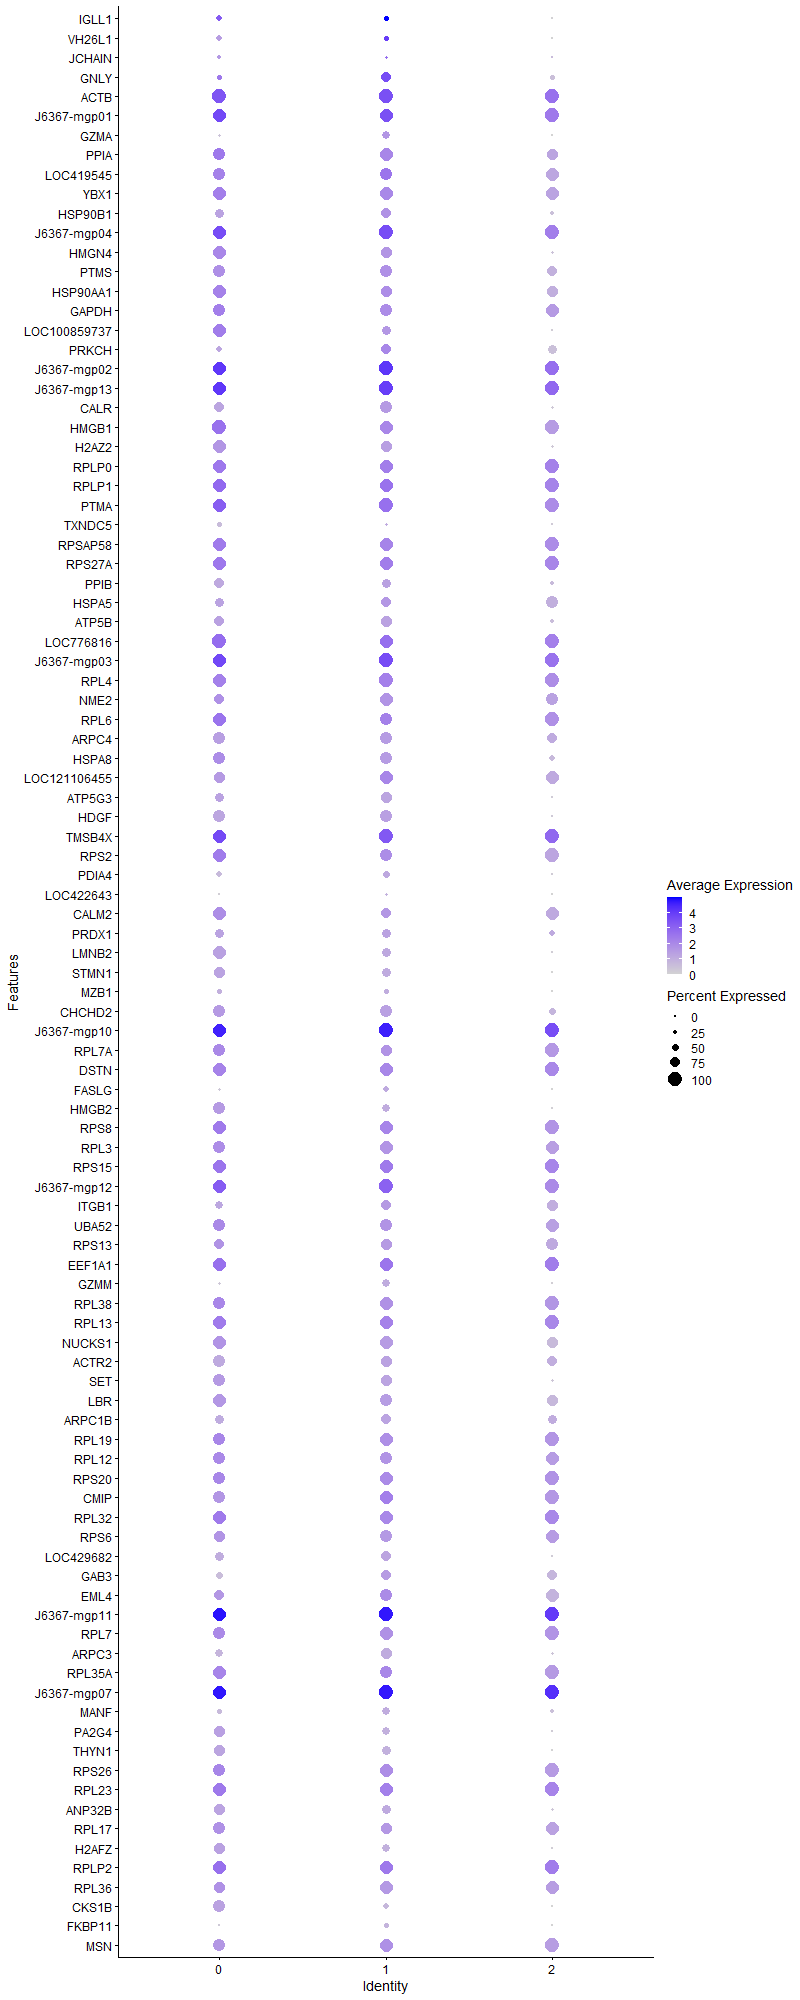 IGLL1
VH26L1
JCHAIN
GNLY
ACTB
J6367-mgp01
GZMA
PPIA
LOC419545
YBX1
HSP90B1
J6367-mgp04
HMGN4
PTMS
HSP90AA1
GAPDH
LOC100859737
PRKCH
J6367-mgp02
J6367-mgp13
CALR
HMGB1
H2AZ2
RPLP0
RPLP1
PTMA
TXNDC5
RPSAP58
RPS27A
PPIB
HSPA5
ATP5B
LOC776816
J6367-mgp03
RPL4
NME2
RPL6
ARPC4
HSPA8
LOC121106455
ATP5G3
HDGF
TMSB4X
RPS2
PDIA4
LOC422643
CALM2
PRDX1
LMNB2
STMN1
MZB1
CHCHD2
J6367-mgp10
RPL7A
DSTN
FASLG
HMGB2
RPS8
RPL3
RPS15
J6367-mgp12
ITGB1
UBA52
RPS13
EEF1A1
GZMM
RPL38
RPL13
NUCKS1
ACTR2
SET
LBR
ARPC1B
RPL19
RPL12
RPS20
CMIP
RPL32
RPS6
LOC429682
GAB3
EML4
J6367-mgp11
RPL7
ARPC3
RPL35A
J6367-mgp07
MANF
PA2G4
THYN1
RPS26
RPL23
ANP32B
RPL17
H2AFZ
RPLP2
RPL36
CKS1B
FKBP11
MSN
Features
0 1 2
Identity
Average Expression
4
3
2
1
0
Percent Expressed
0
25
50
75
100